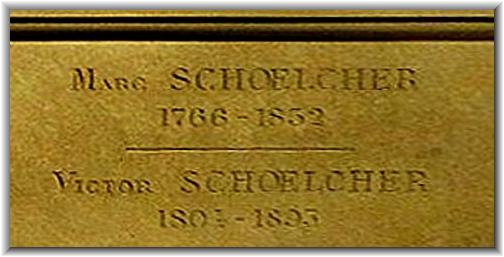 Marc SCHOELCHER
1766-1832
Victor SCHOELCHER
1804-1893